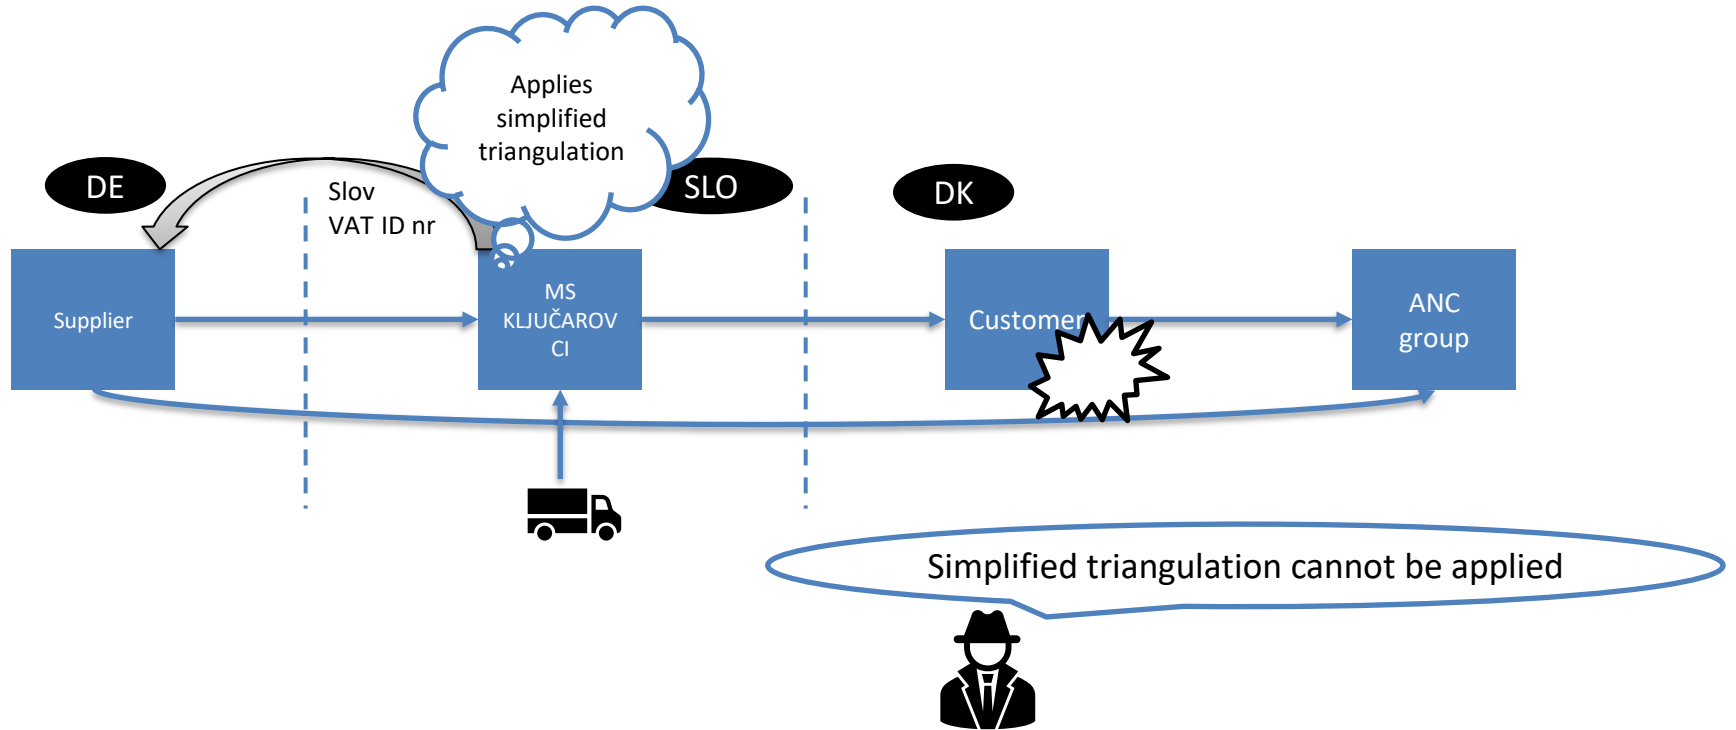 Applies
simplified
triangulation
DE
Slov
VAT ID nr
SLO
DK
Supplier
MS
KLJUČAROV
CI
Customer
ANC
group
Simplified triangulation cannot be applied